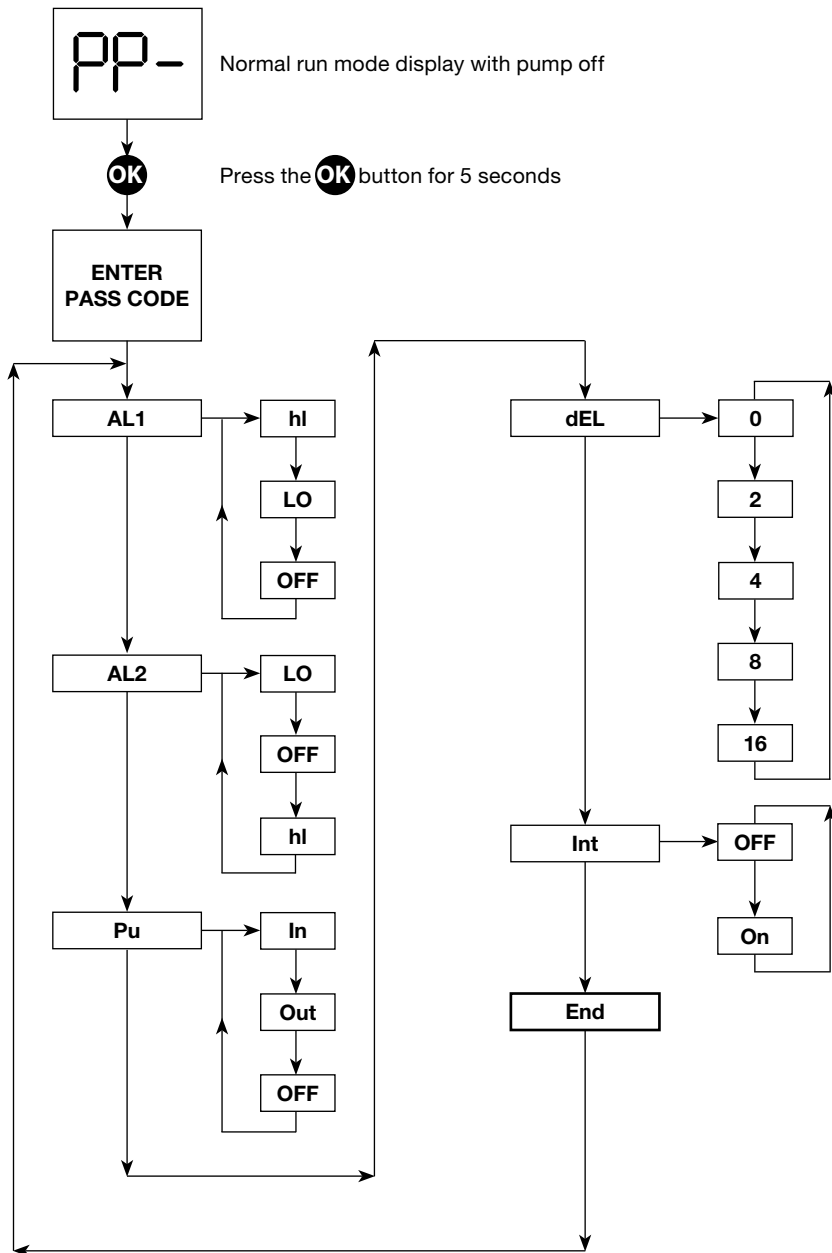 PP-
Normal run mode display with pump off
OK
Press the OK button for 5 seconds
ENTER
PASS CODE
AL1
hl
LO
OFF
AL2
LO
OFF
hl
Pu
In
Out
OFF
dEL
0
2
4
8
16
Int
OFF
On
End